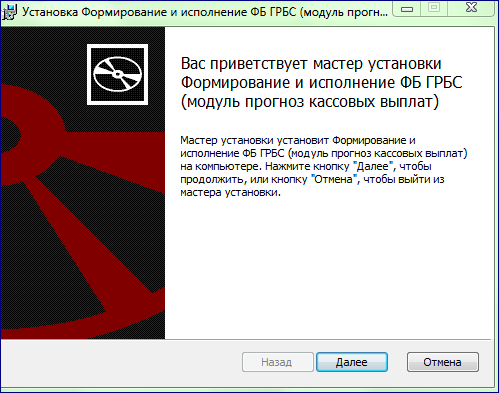 Установка Формирование и исполнение ФБ ГРБС (модуль прогн...
Вас приветствует мастер установки
Формирование и исполнение ФБ ГРБС
(модуль прогноз кассовых выплат)
Мастер установки установит Формирование и
исполнение ФБ ГРБС (модуль прогноз кассовых выплат)
на компьютере. Нажмите кнопку "Далее", чтобы
продолжить, или кнопку "Отмена", чтобы выйти из
мастера установки.
Назад Далее Отмена